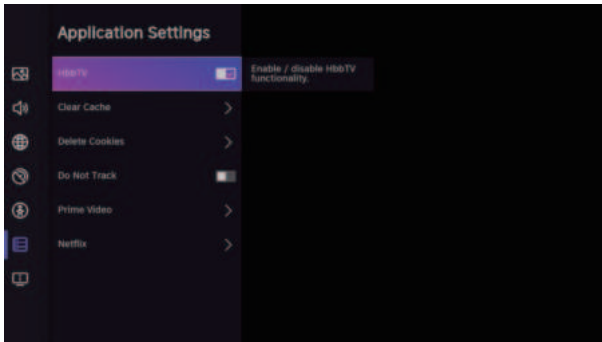 Application Settings
HbbTV
Enable / disable HbbTV
functionality.
Clear Cache
Delete Cookies
Do Not Track
Prime Video
Netflix